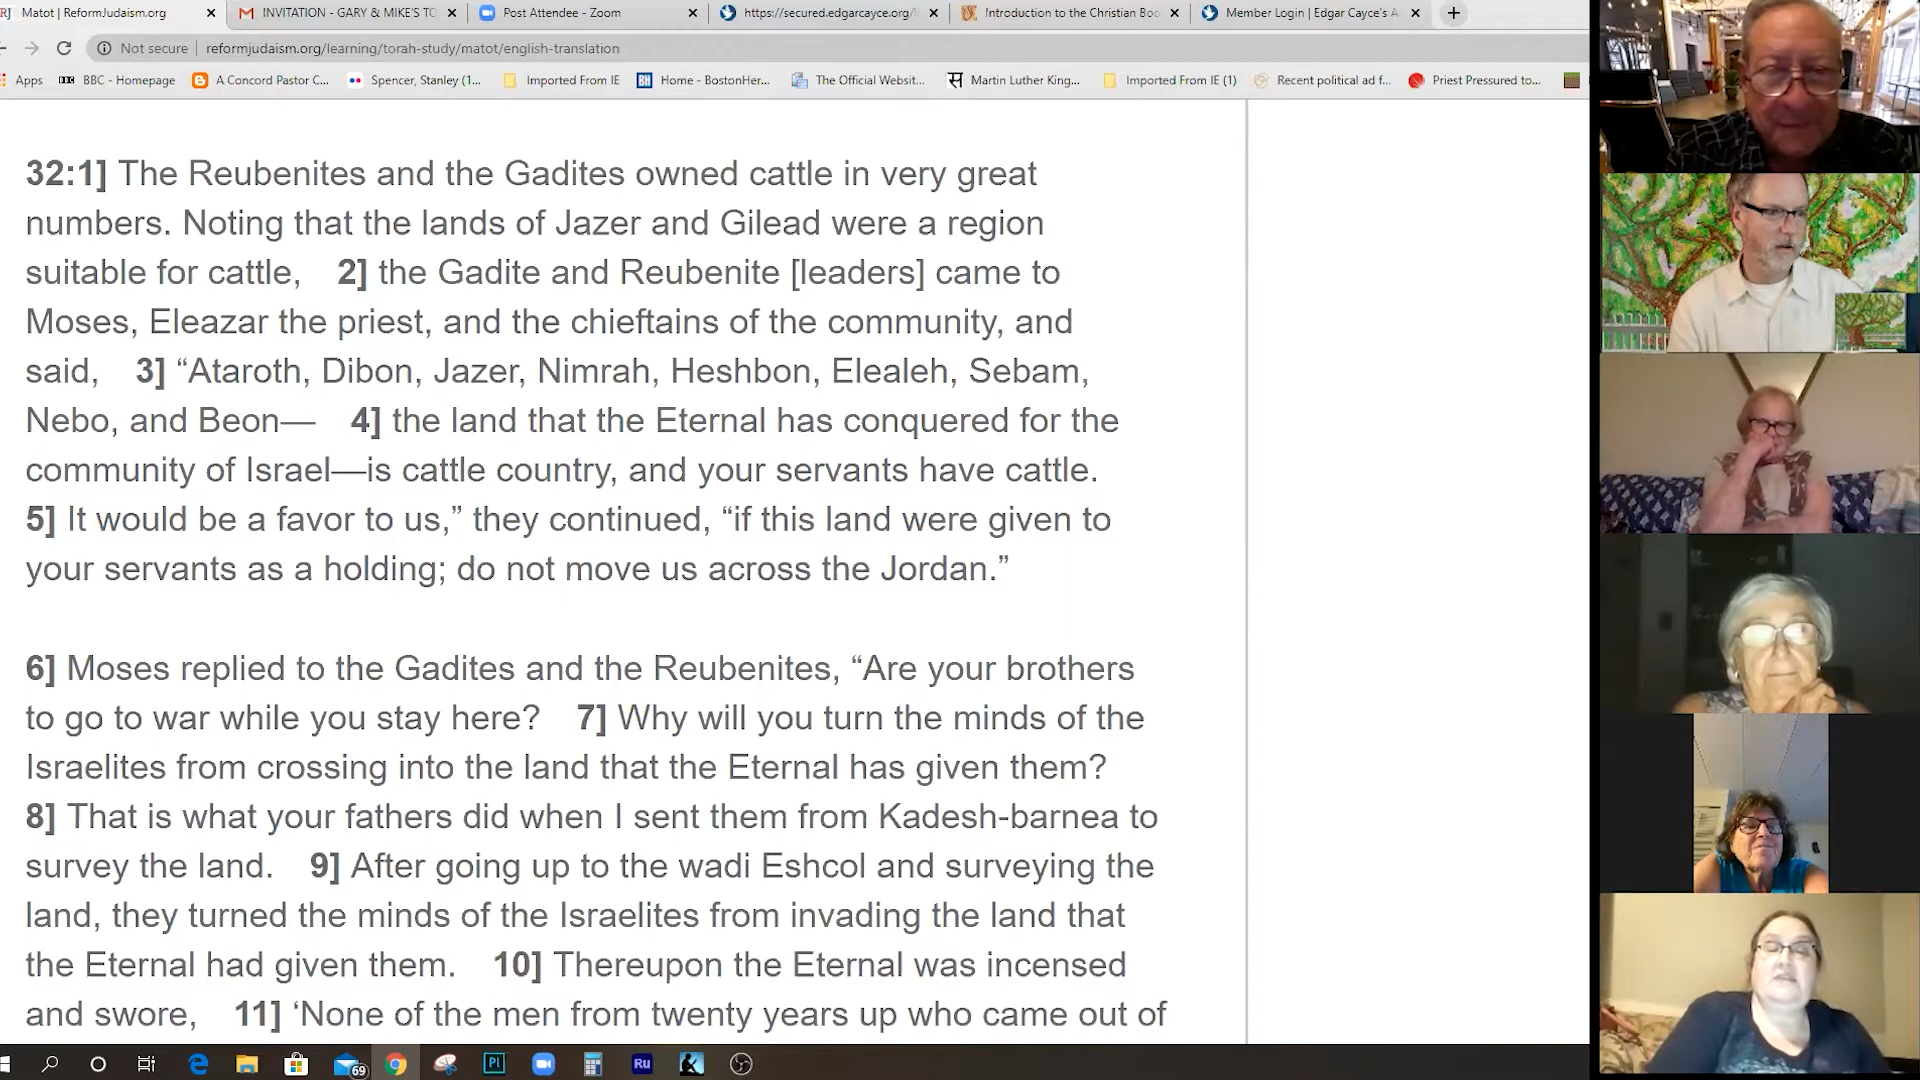 Matot | ReformJudaism.org
INVITATION - GARY & MIKE'S TO
Post Attendee - Zoom
https://secured.edgarcayce.org/
Introduction to the Christian Boo
Member Login | Edgar Cayce's A
Not secure | reformjudaism.org/learning/torah-study/matot/english-translation
Apps
BBC - Homepage
A Concord Pastor C...
Spencer, Stanley (1...
Imported From IE
Home - BostonHer...
The Official Websit...
Martin Luther King...
Imported From IE (1)
Recent political ad f...
Priest Pressured to...
32:1] The Reubenites and the Gadites owned cattle in very great
numbers. Noting that the lands of Jazer and Gilead were a region
suitable for cattle, 2] the Gadite and Reubenite [leaders] came to
Moses, Eleazar the priest, and the chieftains of the community, and
said, 3] “Ataroth, Dibon, Jazer, Nimrah, Heshbon, Elealeh, Sebam,
Nebo, and Beon— 4] the land that the Eternal has conquered for the
community of Israel—is cattle country, and your servants have cattle.
5] It would be a favor to us,” they continued, “if this land were given to
your servants as a holding; do not move us across the Jordan.”
6] Moses replied to the Gadites and the Reubenites, “Are your brothers
to go to war while you stay here? 7] Why will you turn the minds of the
Israelites from crossing into the land that the Eternal has given them?
8] That is what your fathers did when I sent them from Kadesh-barnea to
survey the land. 9] After going up to the wadi Eshcol and surveying the
land, they turned the minds of the Israelites from invading the land that
the Eternal had given them. 10] Thereupon the Eternal was incensed
and swore, 11] ‘None of the men from twenty years up who came out of
69
Pl
Ru